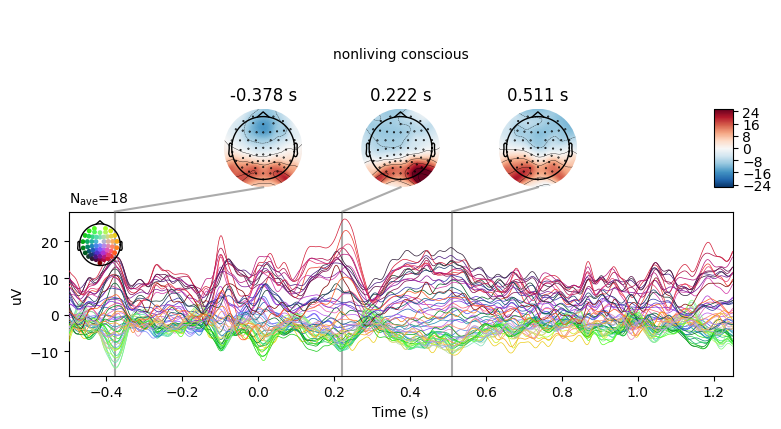 nonliving conscious
-0.378 s 0.222 s 0.511 s
24
16
8
0
−8
−16
−24
Nave=18
20
10
0
−10
uV
−0.4 −0.2 0.0 0.2 0.4 0.6 0.8 1.0 1.2
Time (s)